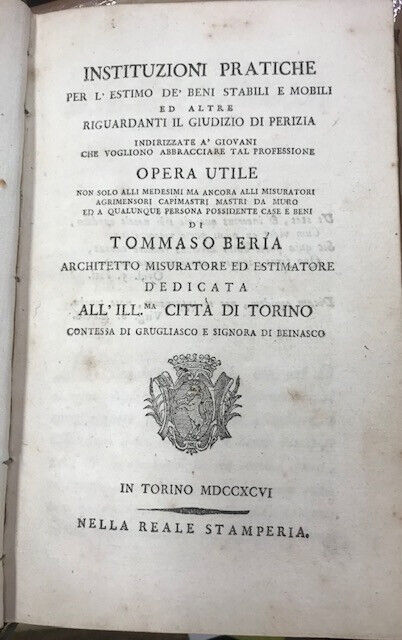 INSTITUZIONI PRATICHE
PER L' ESTIMO DE' BENI STABILI E MOBILI
ED ALTRE
RIGUARDANTI IL GIUDIZIO DI PERIZIA
INDIRIZZATE A' GIOVANI
CHE VOGLIONO ABBRACCIARE TAL PROFESSIONE
OPERA UTILE
NON SOLO ALLI MEDESIMI MA ANCORA ALLI MISURATORI
AGRIMENSORI CAPIMASTRI MASTRI DA MURO
ED A QUALUNQUE PERSONA POSSIDENTE CASE E BENI
DI
TOMMASO BERIA
ARCHITETTO MISURATORE ED ESTIMATORE
DEDICATA
ALL' ILL.MA CITTÀ DI TORINO
CONTESSA DI GRUGLIASCO E SIGNORA DI BEINASCO
IN TORINO MDCCXCVI
NELLA REALE STAMPERIA.